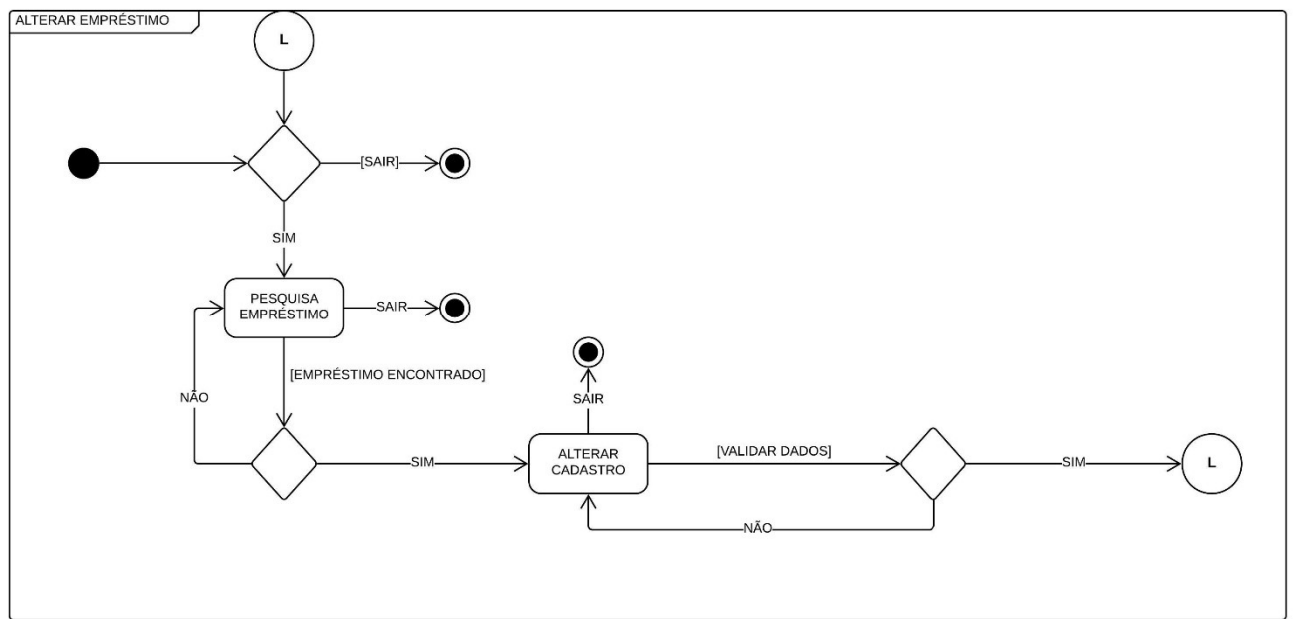 ALTERAR EMPRÉSTIMO
L
[SAIR]
SIM
PESQUISA
EMPRÉSTIMO
SAIR
[EMPRÉSTIMO ENCONTRADO]
NÃO
SAIR
SIM
ALTERAR
CADASTRO
[VALIDAR DADOS]
SIM
L
NÃO